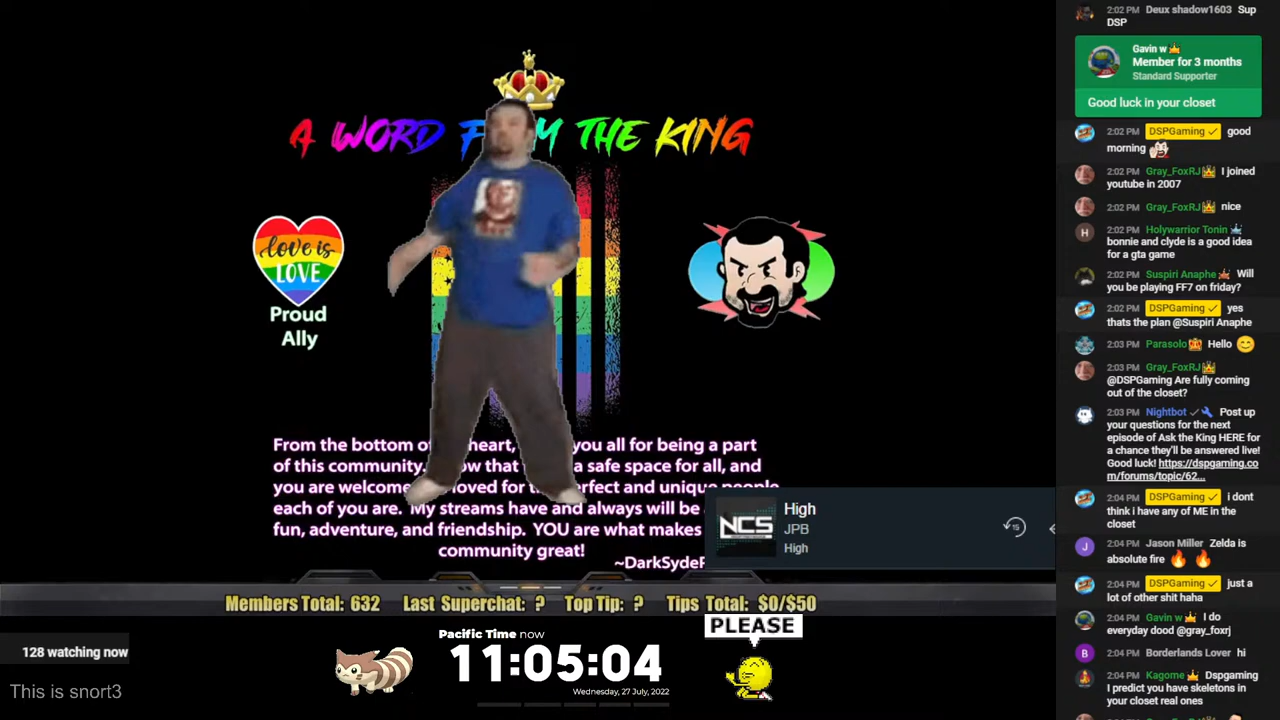 A WORD F M THE KING
love is
LOVE
Proud
Ally
From the bottom of heart, you all for being a part
of this community. ow that a safe space for all, and
you are welcome loved for t erfect and unique people
each of you are. My streams have and always will be
fun, adventure, and friendship. YOU are what makes
community great!
~DarkSydeP
NCS
High
JPB
High
15
Members Total: 632 Last Superchat: ? Top Tip: ? Tips Total: $0/$50
PLEASE
Pacific Time now
11:05:04
Wednesday, 27 July, 2022
128 watching now
This is snort3
2:02 PM Deux shadow1603 Sup
DSP
Gavin w
Member for 3 months
Standard Supporter
Good luck in your closet
2:02 PM DSPGaming ✓ good
morning
2:02 PM Gray_FoxRJ I joined
youtube in 2007
2:02 PM Gray_FoxRJ nice
H 2:02 PM Holywarrior Tonin
bonnie and clyde is a good idea
for a gta game
2:02 PM Suspiri Anaphe Will
you be playing FF7 on friday?
2:02 PM DSPGaming ✓ yes
thats the plan @Suspiri Anaphe
2:03 PM Parasolo Hello 😊
2:03 PM Gray_FoxRJ
@DSPGaming Are fully coming
out of the closet?
2:03 PM Nightbot ✓ Post up
your questions for the next
episode of Ask the King HERE for
a chance they'll be answered live!
Good luck! https://dspgaming.co
m/forums/topic/62...
2:04 PM DSPGaming ✓ i dont
think i have any of ME in the
closet
J 2:04 PM Jason Miller Zelda is
absolute fire 🔥 🔥
2:04 PM DSPGaming ✓ just a
lot of other shit haha
2:04 PM Gavin w I do
everyday dood @gray_foxrj
B 2:04 PM Borderlands Lover hi
2:04 PM Kagome Dspgaming
I predict you have skeletons in
your closet real ones